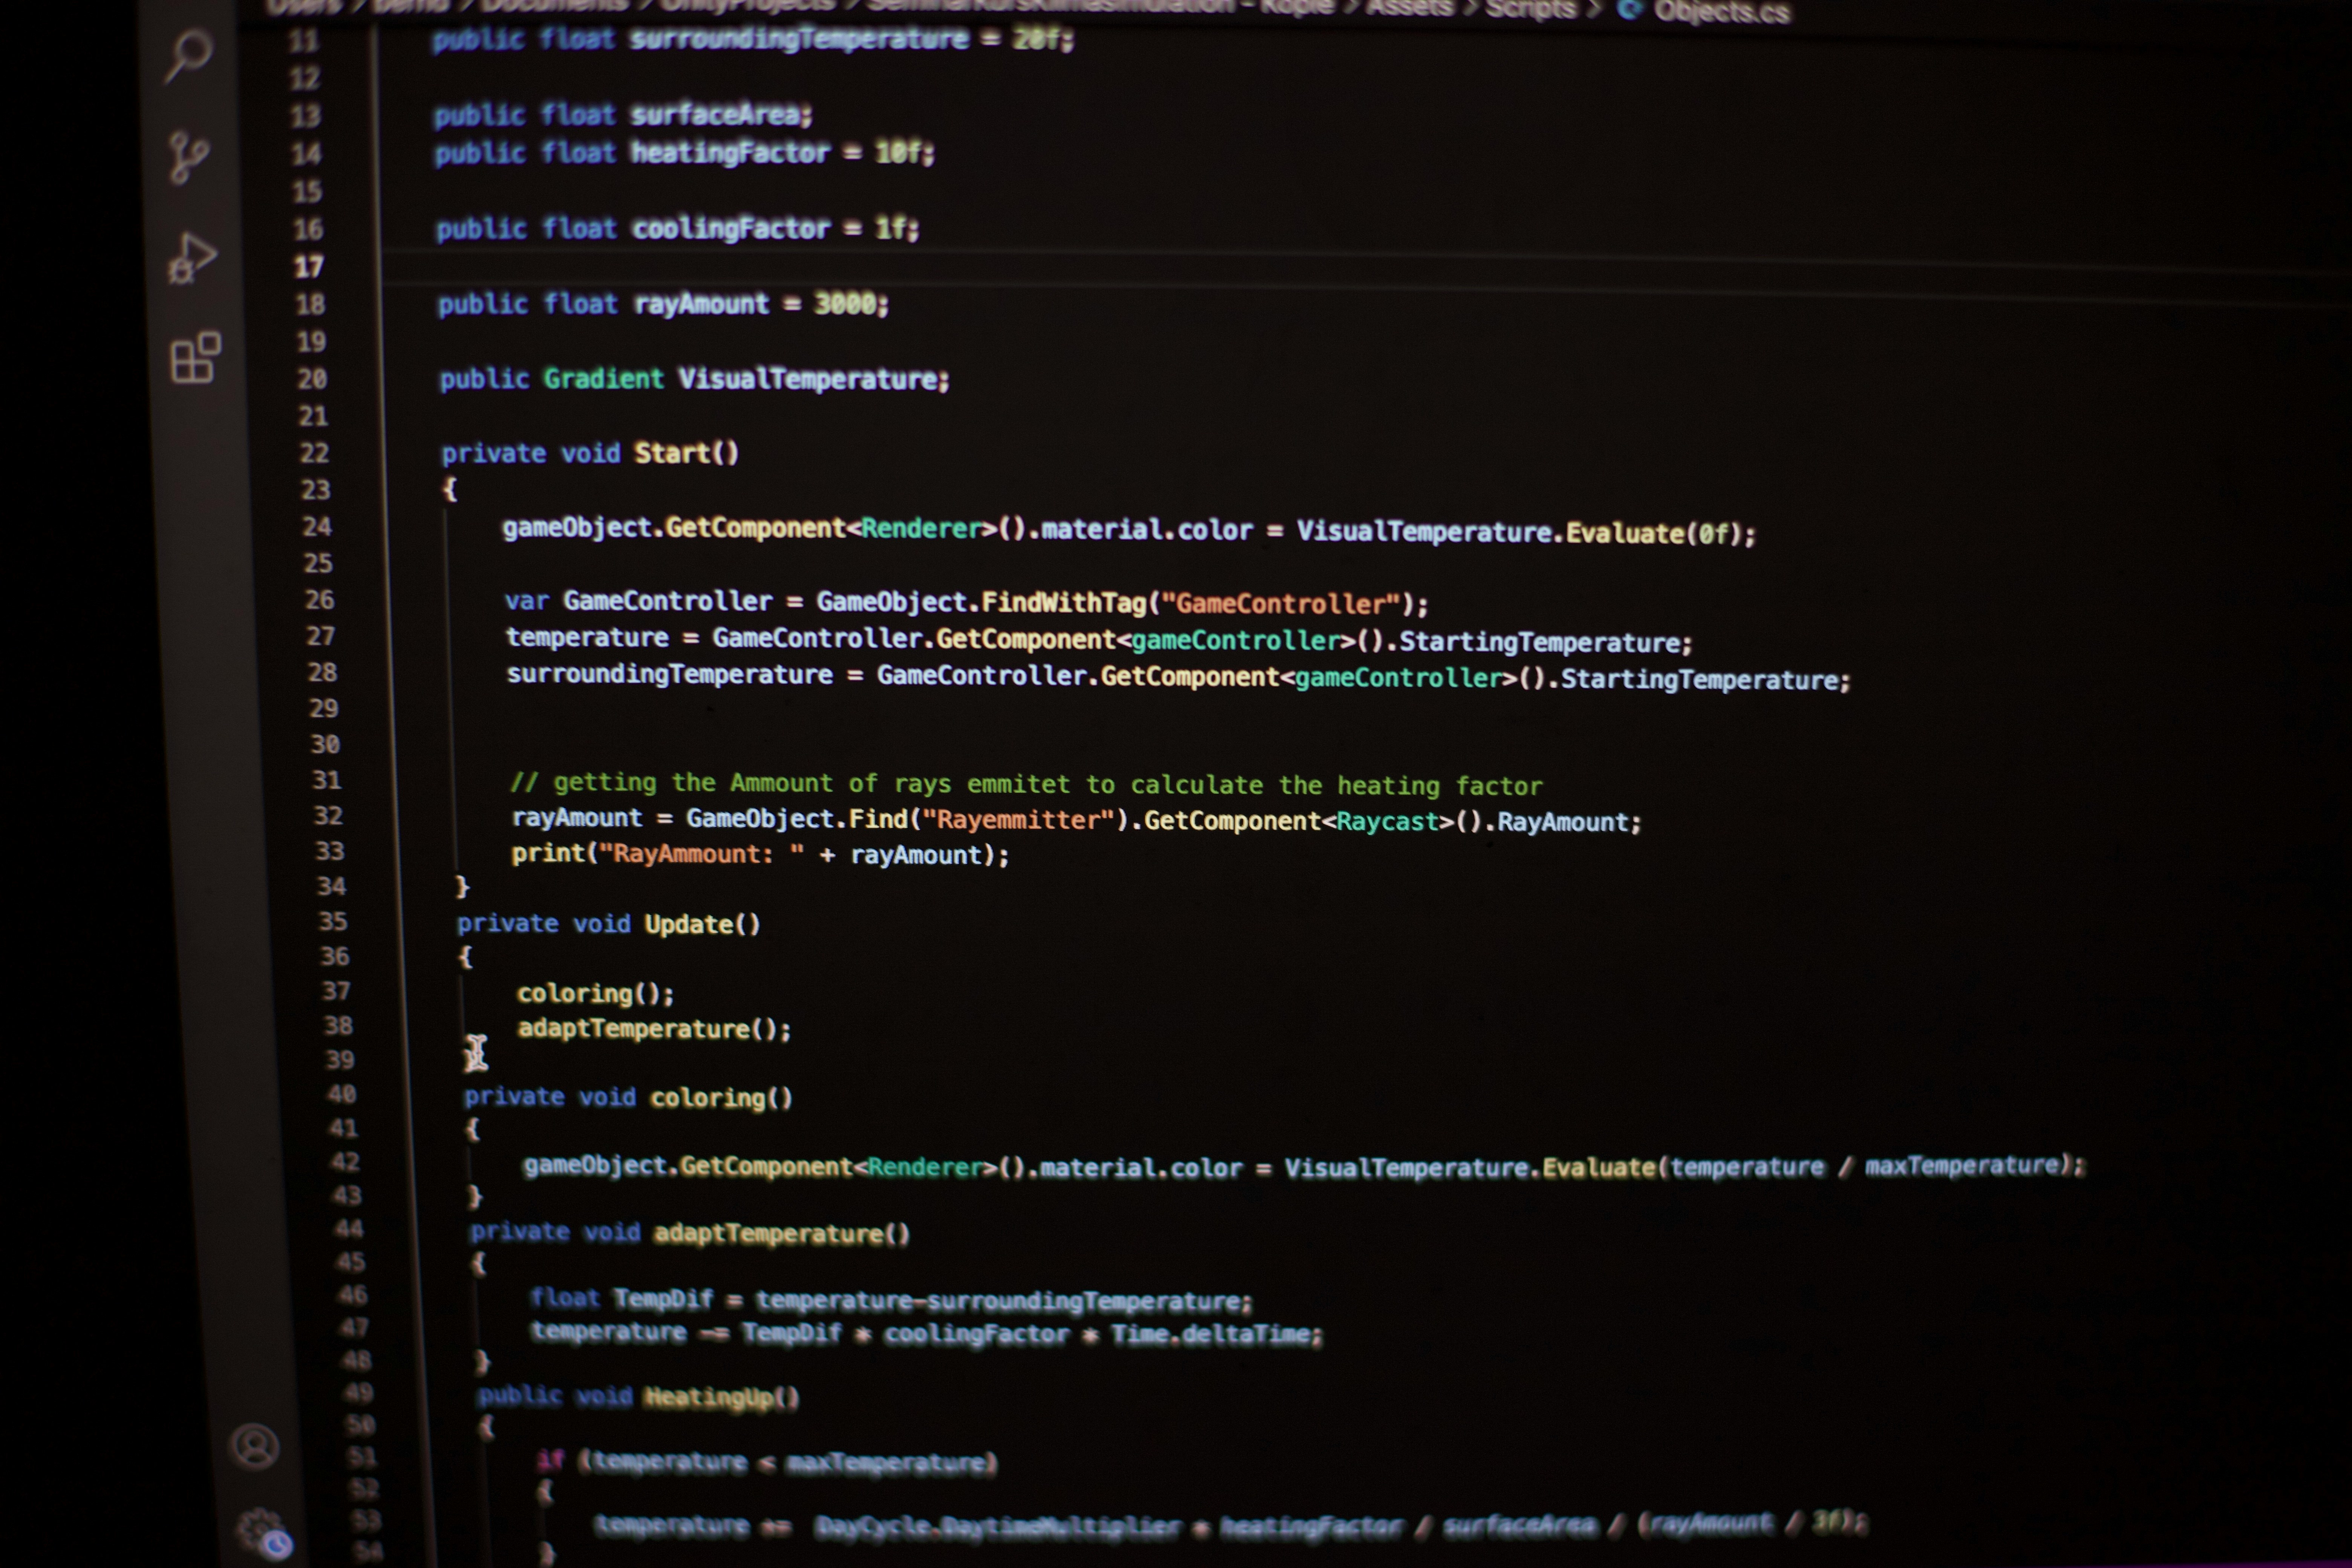 Users > Demo > Documents > UnityProjects > SeminarkursKlimasimulation - Kopie > Assets > Scripts > Objects.cs
11 public float surroundingTemperature = 20f;
12
13 public float surfaceArea;
14 public float heatingFactor = 10f;
15
16 public float coolingFactor = 1f;
17
18 public float rayAmount = 3000;
19
20 public Gradient VisualTemperature;
21
22 private void Start()
23 {
24 gameObject.GetComponent<Renderer>().material.color = VisualTemperature.Evaluate(0f);
25
26 var GameController = GameObject.FindWithTag("GameController");
27 temperature = GameController.GetComponent<gameController>().StartingTemperature;
28 surroundingTemperature = GameController.GetComponent<gameController>().StartingTemperature;
29
30
31 // getting the Ammount of rays emmitet to calculate the heating factor
32 rayAmount = GameObject.Find("Rayemmitter").GetComponent<Raycast>().RayAmount;
33 print("RayAmmount: " + rayAmount);
34 }
35 private void Update()
36 {
37 coloring();
38 adaptTemperature();
39 }
40 private void coloring()
41 {
42 gameObject.GetComponent<Renderer>().material.color = VisualTemperature.Evaluate(temperature / maxTemperature);
43 }
44 private void adaptTemperature()
45 {
46 float TempDif = temperature-surroundingTemperature;
47 temperature -= TempDif * coolingFactor * Time.deltaTime;
48 }
49 public void HeatingUp()
50 {
51 if (temperature < maxTemperature)
52 {
53 temperature += DayCycle.DaytimeMultiplier * heatingFactor / surfaceArea / (rayAmount / 3f);
54 }